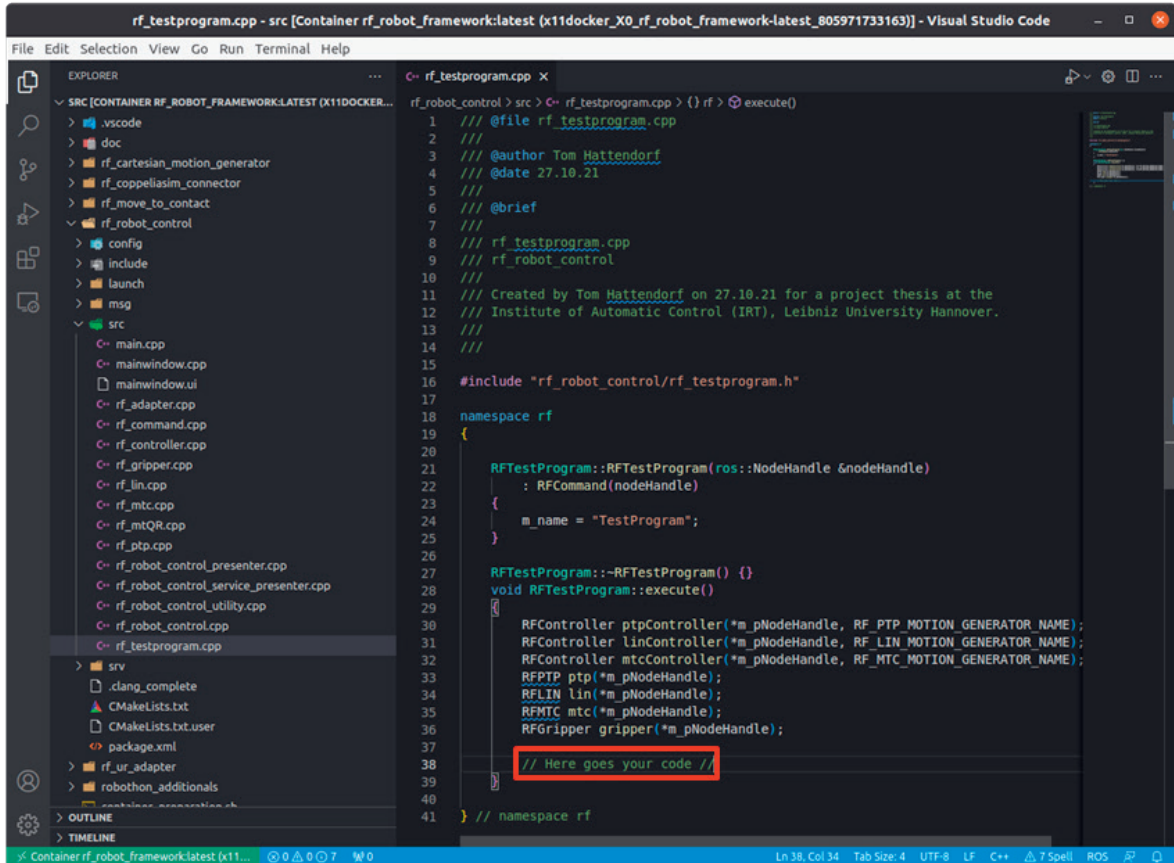 rf_testprogram.cpp - src [Container rf_robot_framework:latest (x11docker_X0_rf_robot_framework-latest_805971733163)] - Visual Studio Code
File Edit Selection View Go Run Terminal Help
EXPLORER
SRC [CONTAINER RF_ROBOT_FRAMEWORK:LATEST (X11DOCKER...
.vscode
doc
rf_cartesian_motion_generator
rf_coppeliasim_connector
rf_move_to_contact
rf_robot_control
config
include
launch
msg
src
main.cpp
mainwindow.cpp
mainwindow.ui
rf_adapter.cpp
rf_command.cpp
rf_controller.cpp
rf_gripper.cpp
rf_lin.cpp
rf_mtc.cpp
rf_mtQR.cpp
rf_ptp.cpp
rf_robot_control_presenter.cpp
rf_robot_control_service_presenter.cpp
rf_robot_control_utility.cpp
rf_robot_control.cpp
rf_testprogram.cpp
srv
.clang_complete
CMakeLists.txt
CMakeLists.txt.user
package.xml
rf_ur_adapter
robothon_additionals
container_preparation.sh
OUTLINE
TIMELINE
rf_testprogram.cpp
rf_robot_control > src > rf_testprogram.cpp > {} rf > execute()
1 /// @file rf_testprogram.cpp
2 ///
3 /// @author Tom Hattendorf
4 /// @date 27.10.21
5 ///
6 /// @brief
7 ///
8 /// rf_testprogram.cpp
9 /// rf_robot_control
10 ///
11 /// Created by Tom Hattendorf on 27.10.21 for a project thesis at the
12 /// Institute of Automatic Control (IRT), Leibniz University Hannover.
13 ///
14 ///
15
16 #include "rf_robot_control/rf_testprogram.h"
17
18 namespace rf
19 {
20
21 RFTestProgram::RFTestProgram(ros::NodeHandle &nodeHandle)
22 : RFCommand(nodeHandle)
23 {
24 m_name = "TestProgram";
25 }
26
27 RFTestProgram::~RFTestProgram() {}
28 void RFTestProgram::execute()
29 {
30 RFController ptpController(*m_pNodeHandle, RF_PTP_MOTION_GENERATOR_NAME);
31 RFController linController(*m_pNodeHandle, RF_LIN_MOTION_GENERATOR_NAME);
32 RFController mtcController(*m_pNodeHandle, RF_MTC_MOTION_GENERATOR_NAME);
33 RFPTP ptp(*m_pNodeHandle);
34 RFLIN lin(*m_pNodeHandle);
35 RFMTC mtc(*m_pNodeHandle);
36 RFGripper gripper(*m_pNodeHandle);
37
38 // Here goes your code //
39 }
40
41 } // namespace rf
Container rf_robot_framework:latest (x11... 0 0 7 0 Ln 38, Col 34 Tab Size: 4 UTF-8 LF C++ 7 Spell ROS